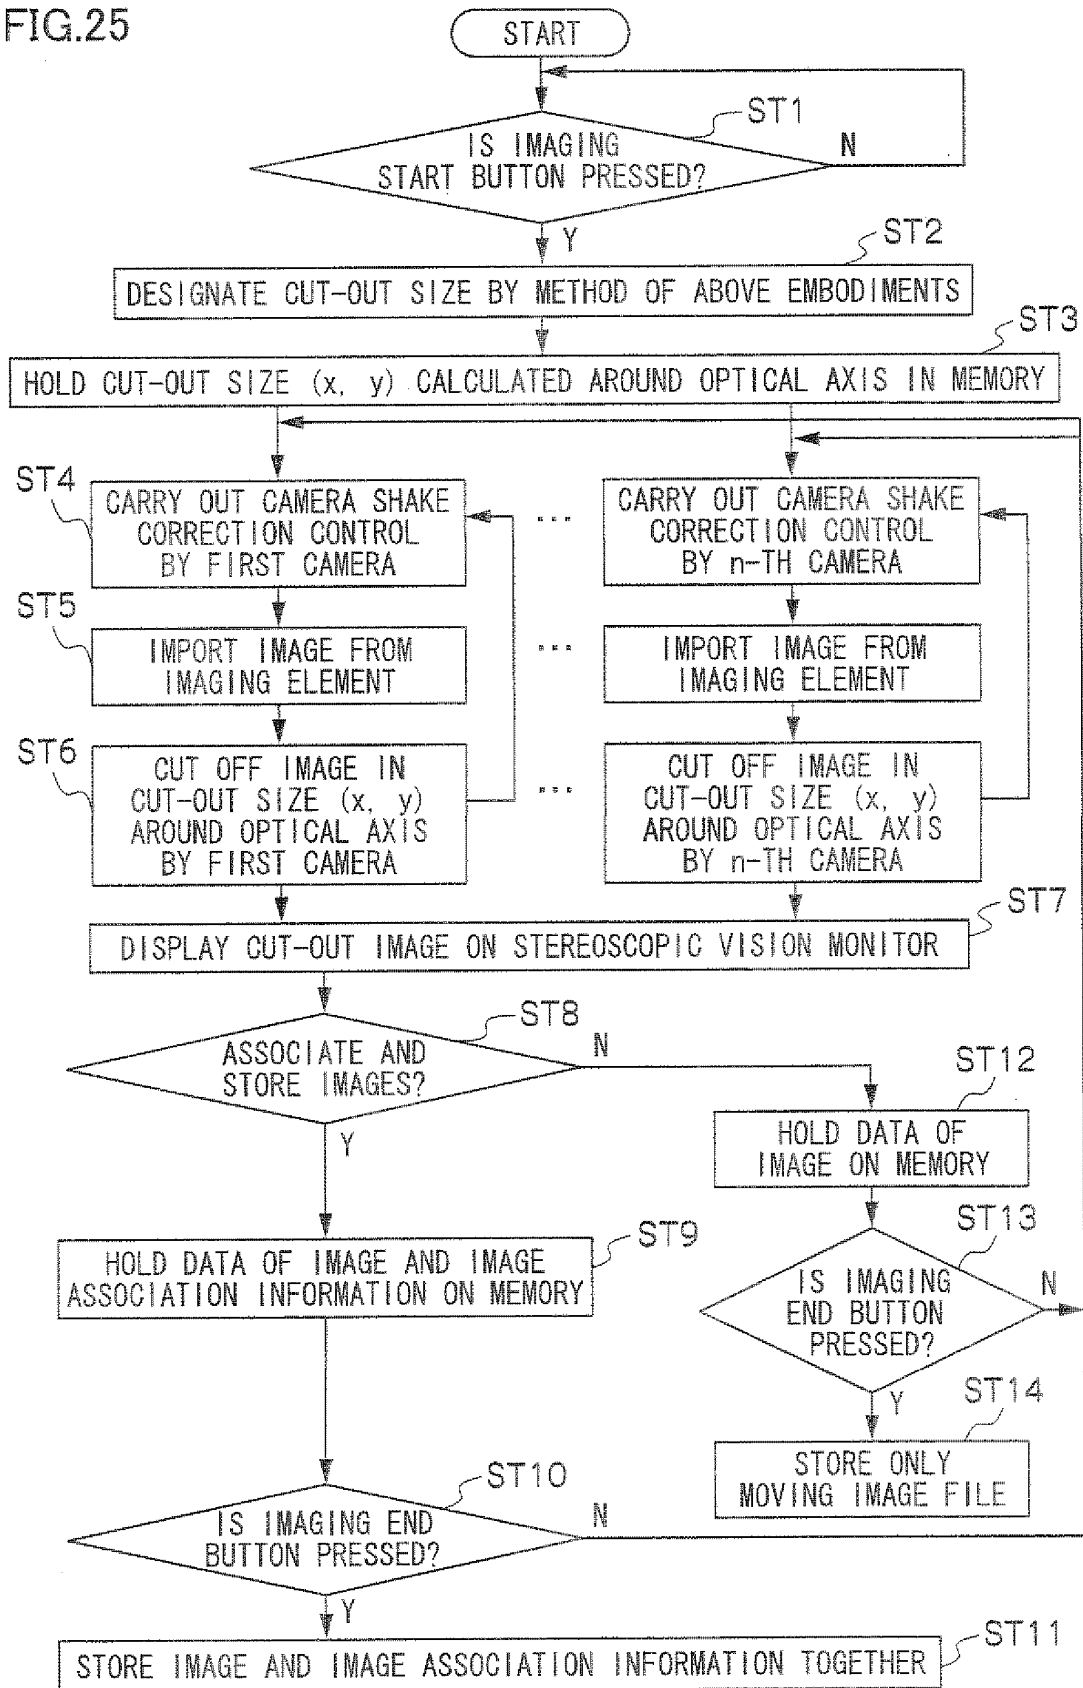 FIG.25
START
ST1
IS IMAGING
START BUTTON PRESSED?
N
Y
ST2
DESIGNATE CUT-OUT SIZE BY METHOD OF ABOVE EMBODIMENTS
ST3
HOLD CUT-OUT SIZE (x, y) CALCULATED AROUND OPTICAL AXIS IN MEMORY
ST4
CARRY OUT CAMERA SHAKE
CORRECTION CONTROL
BY FIRST CAMERA
...
CARRY OUT CAMERA SHAKE
CORRECTION CONTROL
BY n-TH CAMERA
ST5
IMPORT IMAGE FROM
IMAGING ELEMENT
...
IMPORT IMAGE FROM
IMAGING ELEMENT
ST6
CUT OFF IMAGE IN
CUT-OUT SIZE (x, y)
AROUND OPTICAL AXIS
BY FIRST CAMERA
...
CUT OFF IMAGE IN
CUT-OUT SIZE (x, y)
AROUND OPTICAL AXIS
BY n-TH CAMERA
ST7
DISPLAY CUT-OUT IMAGE ON STEREOSCOPIC VISION MONITOR
ST8
ASSOCIATE AND
STORE IMAGES?
N
Y
ST12
HOLD DATA OF
IMAGE ON MEMORY
ST9
HOLD DATA OF IMAGE AND IMAGE
ASSOCIATION INFORMATION ON MEMORY
ST13
IS IMAGING
END BUTTON
PRESSED?
N
Y
ST14
STORE ONLY
MOVING IMAGE FILE
ST10
IS IMAGING END
BUTTON PRESSED?
N
Y
ST11
STORE IMAGE AND IMAGE ASSOCIATION INFORMATION TOGETHER